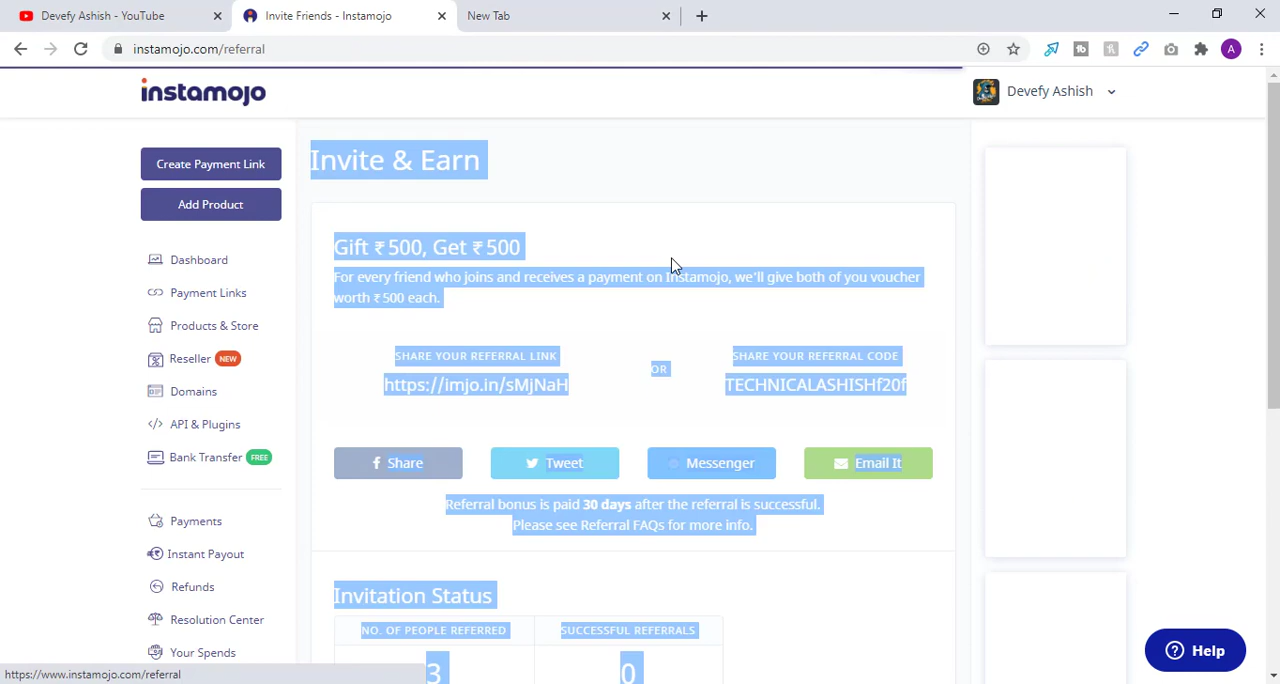 Devefy Ashish - YouTube
Invite Friends - Instamojo
New Tab
instamojo.com/referral
A
instamojo
Devefy Ashish
Create Payment Link
Add Product
Dashboard
Payment Links
Products & Store
Reseller NEW
Domains
API & Plugins
Bank Transfer FREE
Payments
Instant Payout
Refunds
Resolution Center
Your Spends
Invite & Earn
Gift ₹500, Get ₹500
For every friend who joins and receives a payment on Instamojo, we'll give both of you voucher
worth ₹500 each.
SHARE YOUR REFERRAL LINK
https://imjo.in/sMjNaH
OR
SHARE YOUR REFERRAL CODE
TECHNICALASHISHf20f
Share
Tweet
Messenger
Email It
Referral bonus is paid 30 days after the referral is successful.
Please see Referral FAQs for more info.
Invitation Status
NO. OF PEOPLE REFERRED
SUCCESSFUL REFERRALS
3
0
Help
https://www.instamojo.com/referral